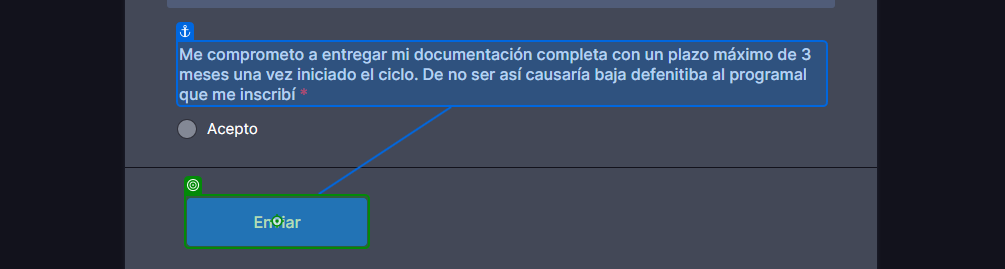 Me comprometo a entregar mi documentación completa con un plazo máximo de 3
meses una vez iniciado el ciclo. De no ser así causaría baja defenitiba al programal
que me inscribí *
Acepto
Enviar